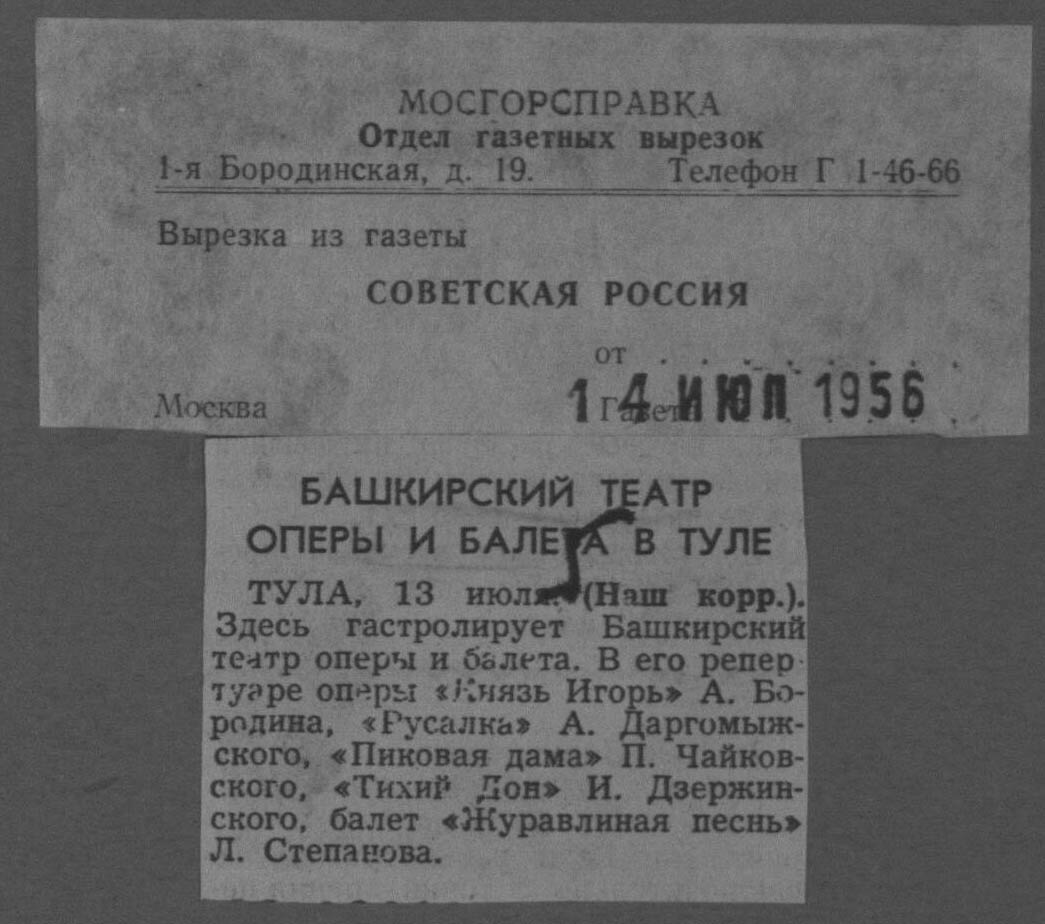 МОСГОРСПРАВКА
Отдел газетных вырезок
1-я Бородинская, д. 19. Телефон Г 1-46-66
Вырезка из газеты
СОВЕТСКАЯ РОССИЯ
от . . . . . . . .
Москва Газета
14 ИЮЛ 1956
БАШКИРСКИЙ ТЕАТР
ОПЕРЫ И БАЛЕТА В ТУЛЕ
ТУЛА, 13 июля. (Наш корр.).
Здесь гастролирует Башкирский
театр оперы и балета. В его репер-
туаре оперы «Князь Игорь» А. Бо-
родина, «Русалка» А. Даргомыж-
ского, «Пиковая дама» П. Чайков-
ского, «Тихий Дон» И. Дзержин-
ского, балет «Журавлиная песнь»
Л. Степанова.